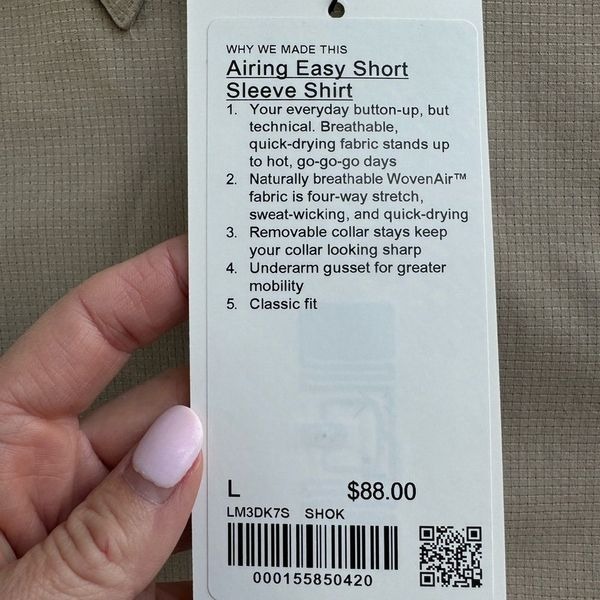 WHY WE MADE THIS
Airing Easy Short
Sleeve Shirt
1. Your everyday button-up, but
technical. Breathable,
quick-drying fabric stands up
to hot, go-go-go days
2. Naturally breathable WovenAir™
fabric is four-way stretch,
sweat-wicking, and quick-drying
3. Removable collar stays keep
your collar looking sharp
4. Underarm gusset for greater
mobility
5. Classic fit
L $88.00
LM3DK7S SHOK
000155850420